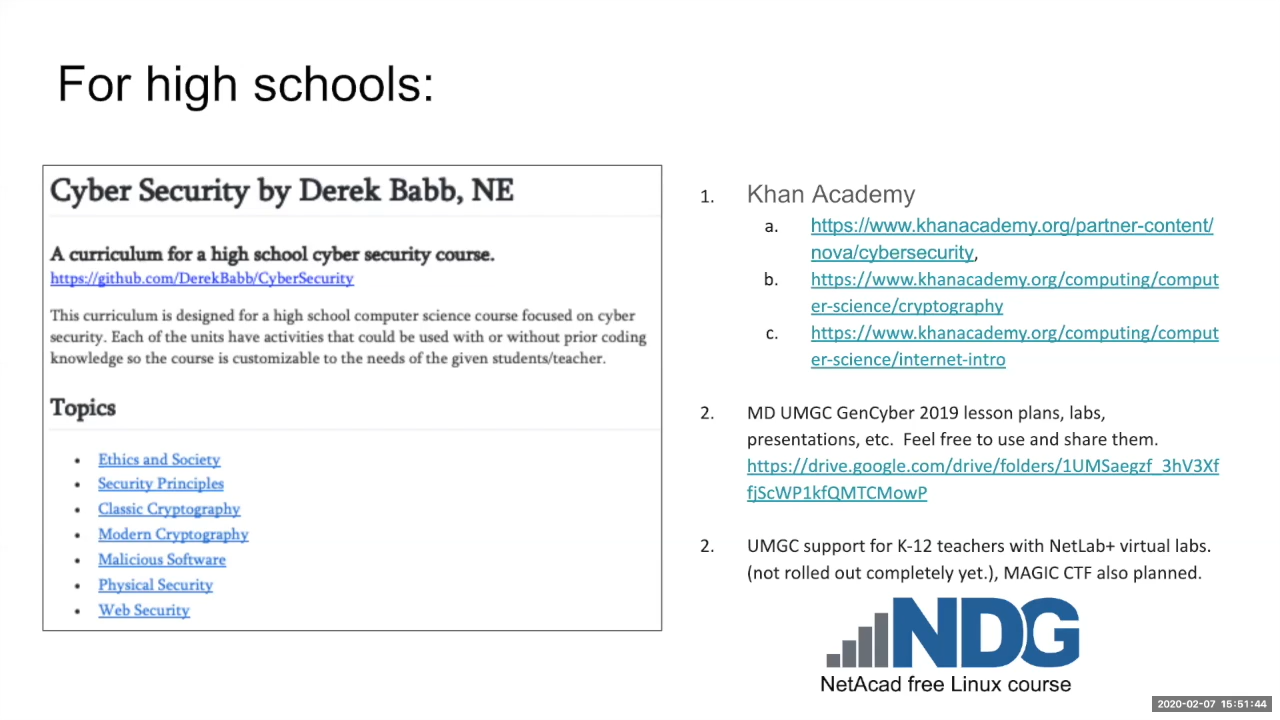 For high schools:
Cyber Security by Derek Babb, NE
A curriculum for a high school cyber security course.
https://github.com/DerekBabb/CyberSecurity
This curriculum is designed for a high school computer science course focused on cyber
security. Each of the units have activities that could be used with or without prior coding
knowledge so the course is customizable to the needs of the given students/teacher.
Topics
• Ethics and Society
• Security Principles
• Classic Cryptography
• Modern Cryptography
• Malicious Software
• Physical Security
• Web Security
1. Khan Academy
a. https://www.khanacademy.org/partner-content/
nova/cybersecurity,
b. https://www.khanacademy.org/computing/comput
er-science/cryptography
c. https://www.khanacademy.org/computing/comput
er-science/internet-intro
2. MD UMGC GenCyber 2019 lesson plans, labs,
presentations, etc. Feel free to use and share them.
https://drive.google.com/drive/folders/1UMSaegzf_3hV3Xf
fjScWP1kfQMTCMowP
2. UMGC support for K-12 teachers with NetLab+ virtual labs.
(not rolled out completely yet.), MAGIC CTF also planned.
NDG
NetAcad free Linux course
2020-02-07 15:51:44